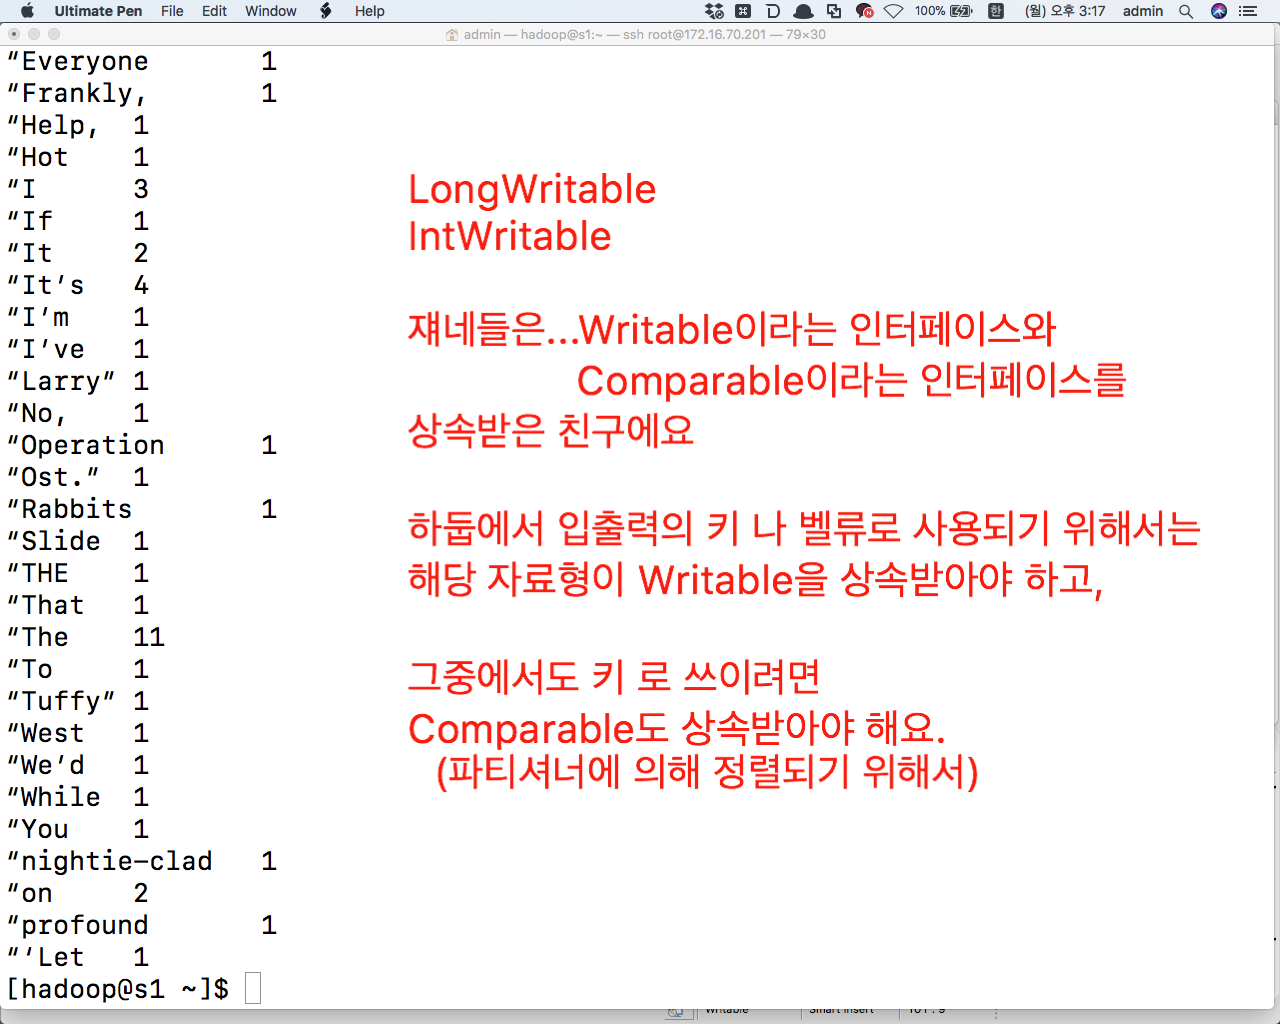 Ultimate Pen File Edit Window Help 100% 한 (월) 오후 3:17 admin
admin — hadoop@s1:~ — ssh root@172.16.70.201 — 79×30
“Everyone 1
“Frankly, 1
“Help, 1
“Hot 1
“I 3
“If 1
“It 2
“It’s 4
“I’m 1
“I’ve 1
“Larry” 1
“No, 1
“Operation 1
“Ost.” 1
“Rabbits 1
“Slide 1
“THE 1
“That 1
“The 11
“To 1
“Tuffy” 1
“West 1
“We’d 1
“While 1
“You 1
“nightie-clad 1
“on 2
“profound 1
“‘Let 1
[hadoop@s1 ~]$
LongWritable
IntWritable
쟤네들은...Writable이라는 인터페이스와
Comparable이라는 인터페이스를
상속받은 친구에요
하둡에서 입출력의 키 나 벨류로 사용되기 위해서는
해당 자료형이 Writable을 상속받아야 하고,
그중에서도 키 로 쓰이려면
Comparable도 상속받아야 해요.
(파티셔너에 의해 정렬되기 위해서)
Writable Smart Insert 101 : 9